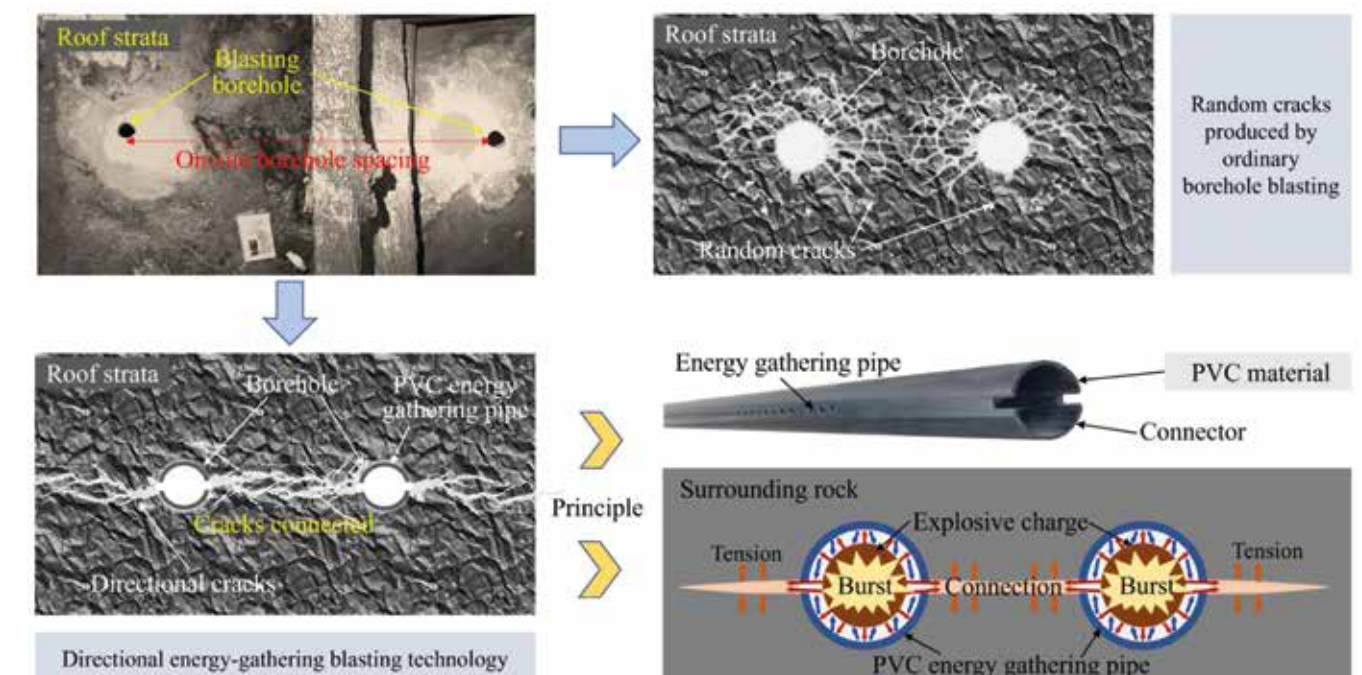 Roof strata
Blasting
borehole
On-site borehole spacing
Roof strata
Borehole
Random cracks
Random cracks
produced by
ordinary
borehole blasting
Roof strata
Borehole
PVC energy
gathering pipe
Cracks connected
Directional cracks
Directional energy-gathering blasting technology
Principle
Energy gathering pipe
PVC material
Connector
Surrounding rock
Explosive charge
Tension
Tension
Burst
Connection
Burst
PVC energy gathering pipe